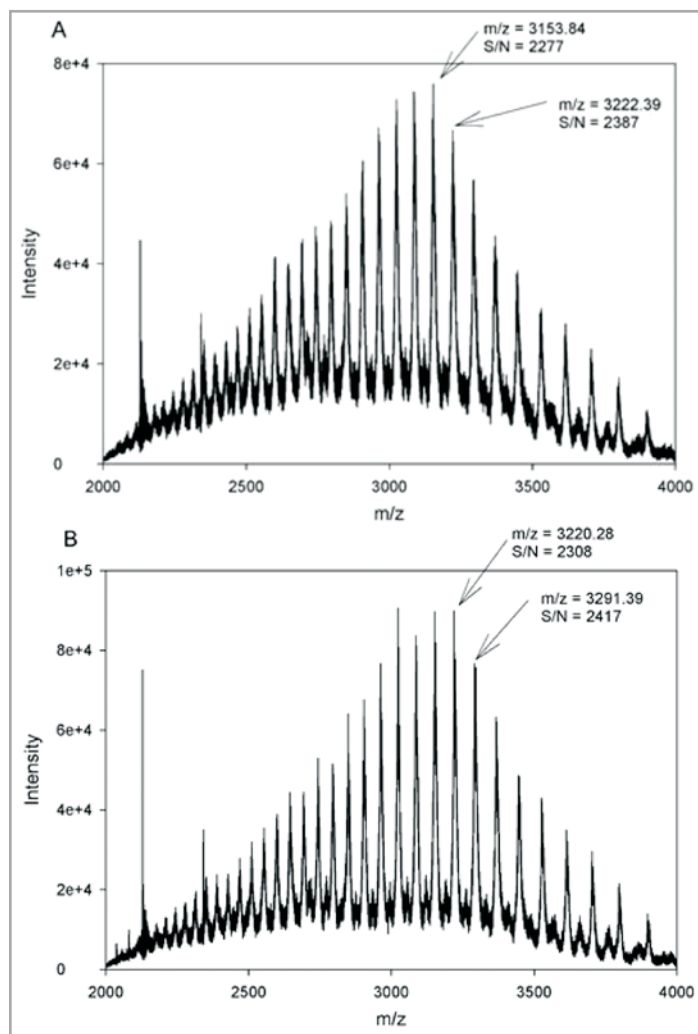 A
m/z = 3153.84
S/N = 2277
m/z = 3222.39
S/N = 2387
8e+4
6e+4
4e+4
2e+4
0
Intensity
2000 2500 3000 3500 4000
m/z
B
m/z = 3220.28
S/N = 2308
m/z = 3291.39
S/N = 2417
1e+5
8e+4
6e+4
4e+4
2e+4
0
Intensity
2000 2500 3000 3500 4000
m/z